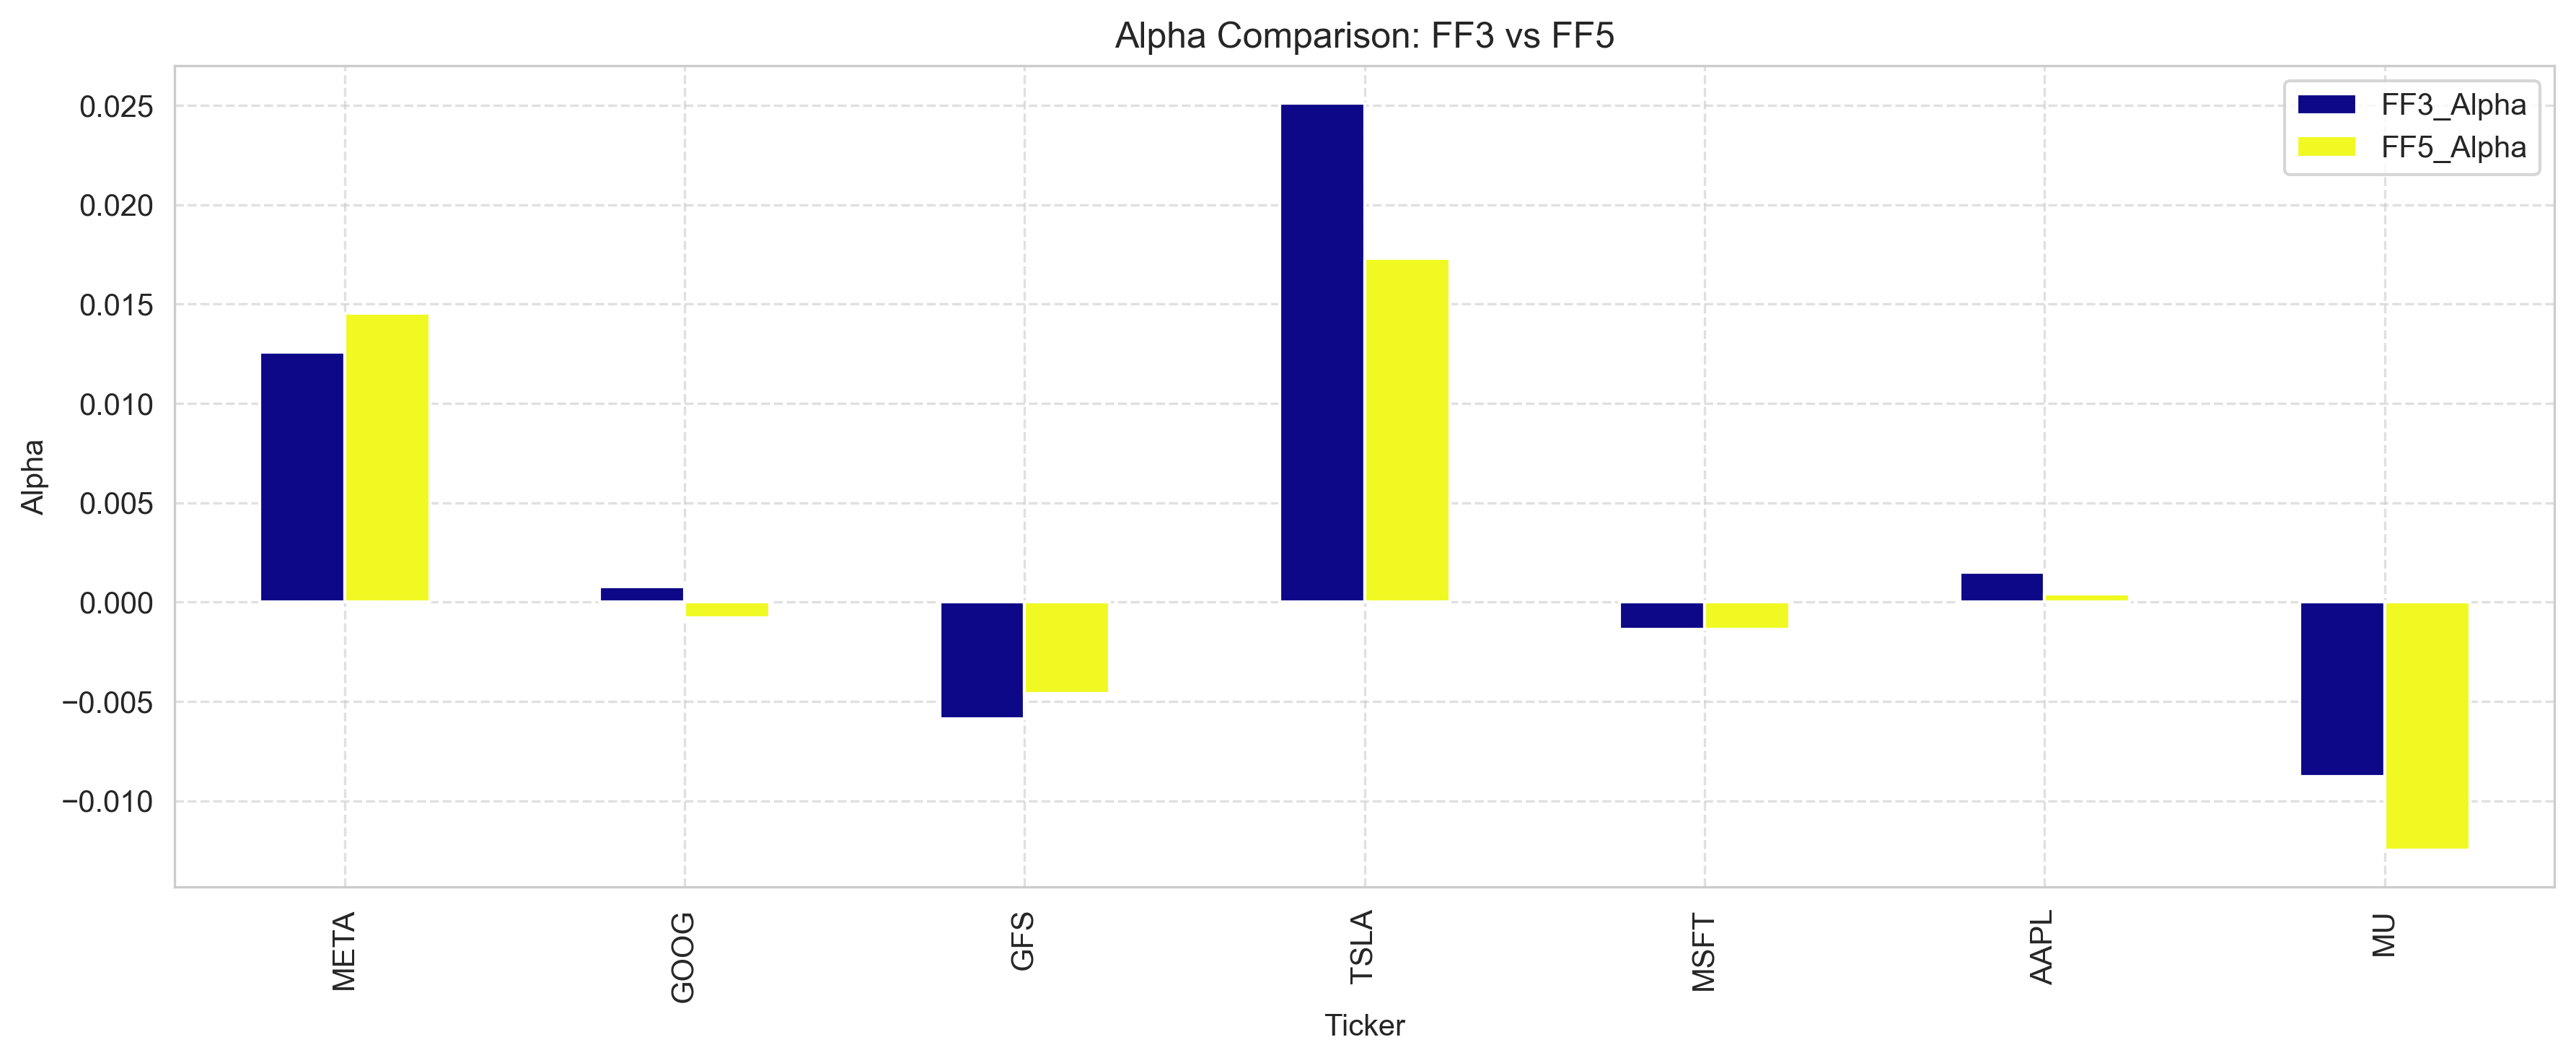 Alpha Comparison: FF3 vs FF5
FF3_Alpha
FF5_Alpha
0.025
0.020
0.015
0.010
0.005
0.000
−0.005
−0.010
Alpha
META
GOOG
GFS
TSLA
MSFT
AAPL
MU
Ticker